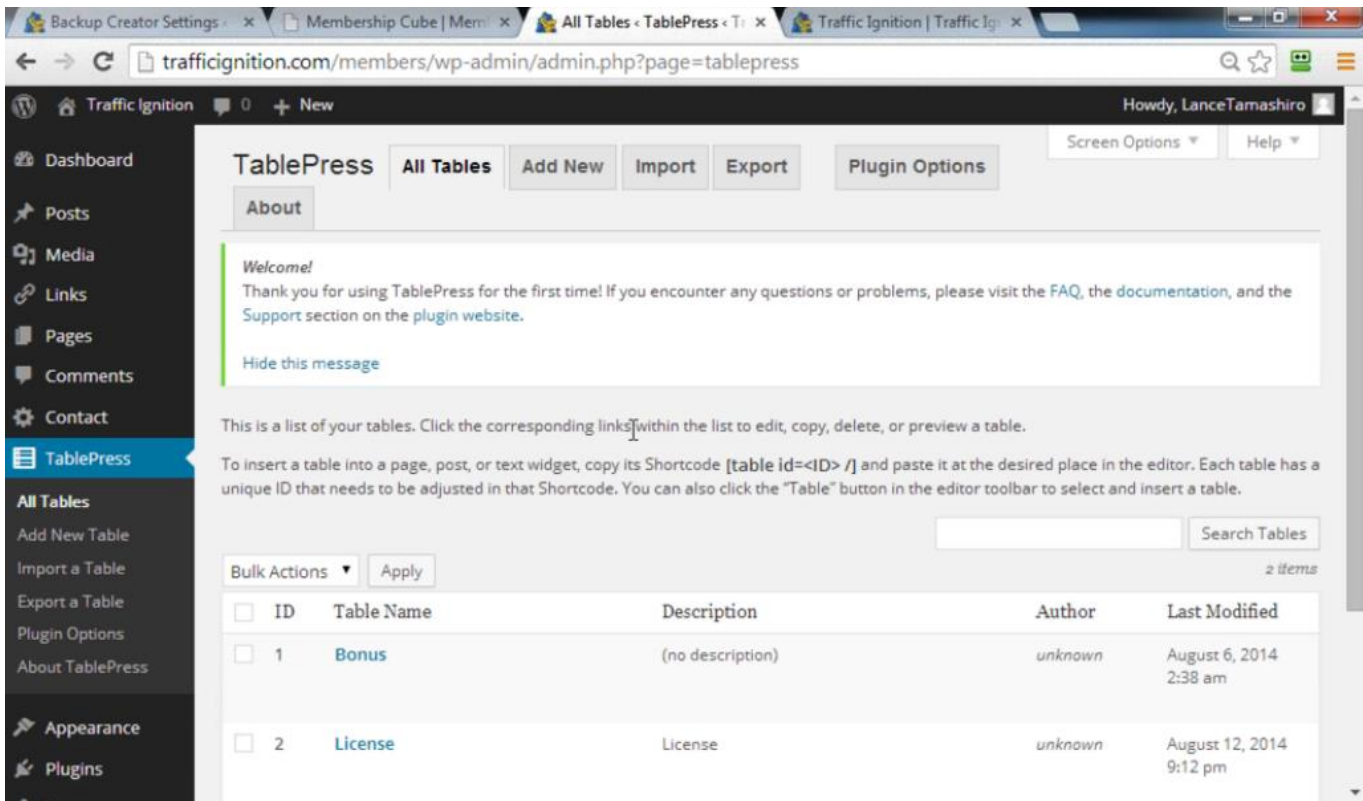 Backup Creator Settings
Membership Cube | Mem
All Tables ‹ TablePress ‹ Tr
Traffic Ignition | Traffic Ig
trafficignition.com/members/wp-admin/admin.php?page=tablepress
Traffic Ignition 0 + New
Howdy, LanceTamashiro
Screen Options Help
Dashboard
Posts
Media
Links
Pages
Comments
Contact
TablePress
All Tables
Add New Table
Import a Table
Export a Table
Plugin Options
About TablePress
Appearance
Plugins
TablePress All Tables Add New Import Export Plugin Options
About
Welcome!
Thank you for using TablePress for the first time! If you encounter any questions or problems, please visit the FAQ, the documentation, and the
Support section on the plugin website.
Hide this message
This is a list of your tables. Click the corresponding links within the list to edit, copy, delete, or preview a table.
To insert a table into a page, post, or text widget, copy its Shortcode [table id=<ID> /] and paste it at the desired place in the editor. Each table has a
unique ID that needs to be adjusted in that Shortcode. You can also click the "Table" button in the editor toolbar to select and insert a table.
Search Tables
Bulk Actions Apply
2 items
ID Table Name Description Author Last Modified
1 Bonus (no description) unknown August 6, 2014
2:38 am
2 License License unknown August 12, 2014
9:12 pm